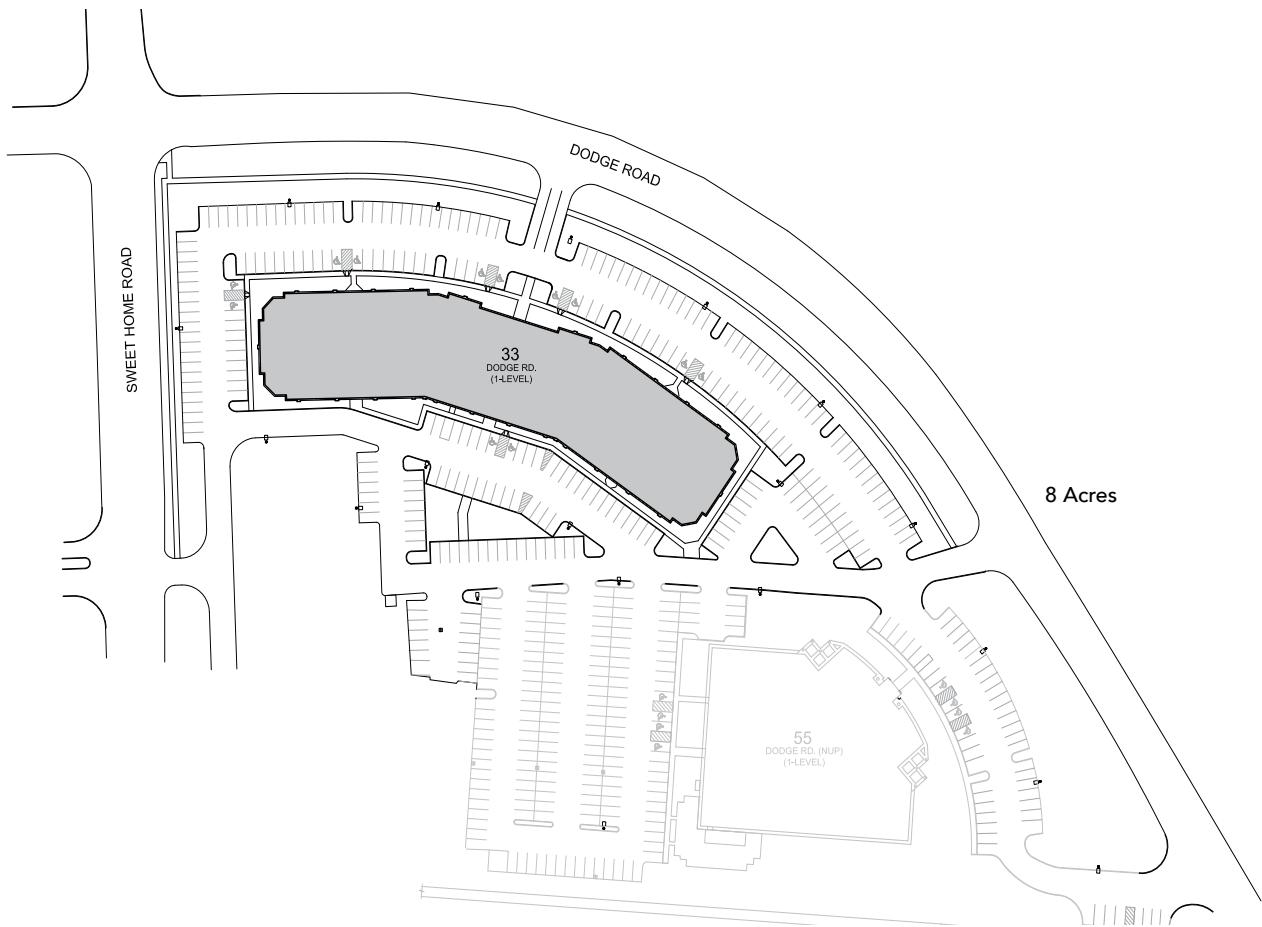 DODGE ROAD
SWEET HOME ROAD
33
DODGE RD.
(1-LEVEL)
8 Acres
55
DODGE RD. (NUP)
(1-LEVEL)